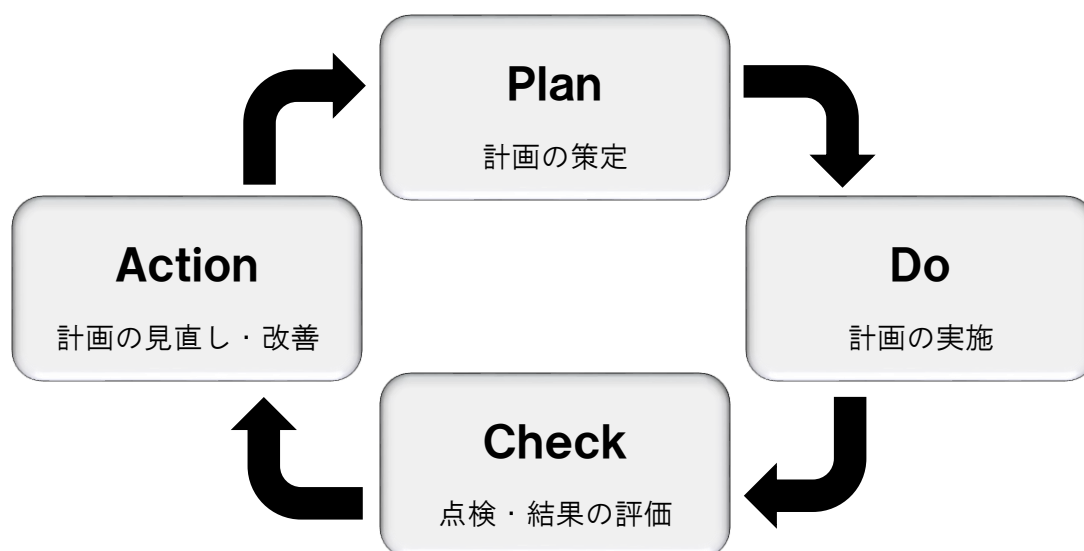 Plan
計画の策定
Do
計画の実施
Check
点検・結果の評価
Action
計画の見直し・改善